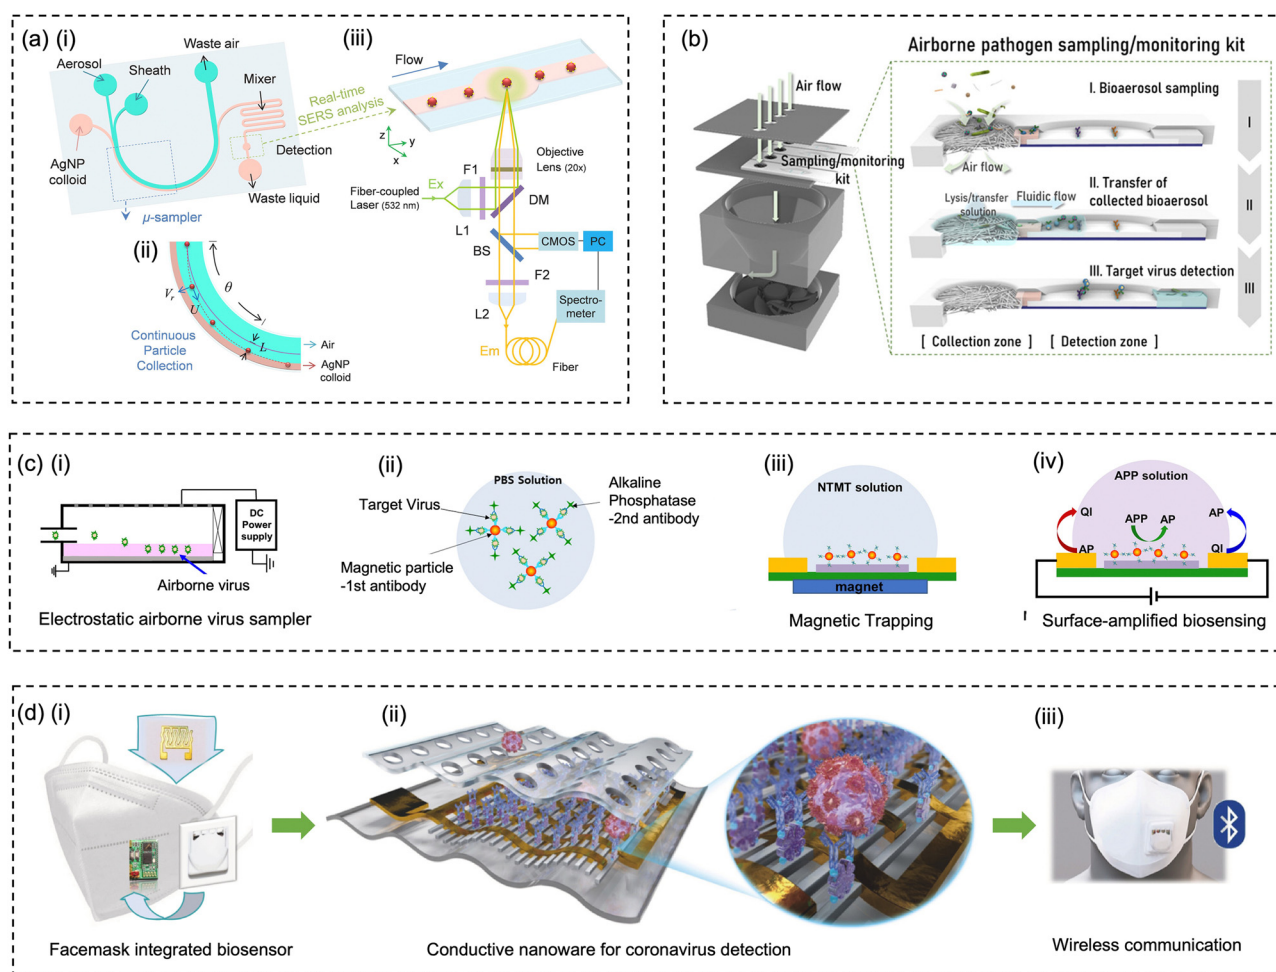 (a) (i)
Waste air
Aerosol
Sheath
Mixer
AgNP
colloid
Detection
Waste liquid
μ-sampler
Real-time
SERS analysis
(ii)
V_r
U
θ
L
Continuous
Particle
Collection
Air
AgNP
colloid
(iii)
Flow
z
y
x
Objective
Lens (20x)
F1
Ex
Fiber-coupled
Laser (532 nm)
DM
L1
BS
CMOS
PC
F2
L2
Spectro-
meter
Em
Fiber
(b)
Airborne pathogen sampling/monitoring kit
Air flow
Sampling/monitoring
kit
I. Bioaerosol sampling
I
Air flow
Lysis/transfer
solution
Fluidic flow
II. Transfer of
collected bioaerosol
II
III. Target virus detection
III
[ Collection zone ] [ Detection zone ]
(c) (i)
DC
Power
supply
Airborne virus
Electrostatic airborne virus sampler
(ii)
PBS Solution
Target Virus
Magnetic particle
-1st antibody
Alkaline
Phosphatase
-2nd antibody
(iii)
NTMT solution
magnet
Magnetic Trapping
(iv)
APP solution
QI
AP
APP
AP
AP
QI
Surface-amplified biosensing
(d) (i)
Facemask integrated biosensor
(ii)
Conductive nanoware for coronavirus detection
(iii)
Wireless communication